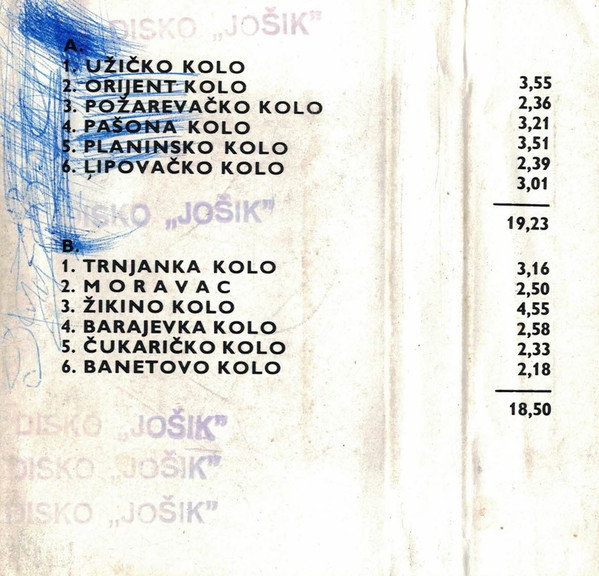 DISKO „JOŠIK”
A.
1. UŽIČKO KOLO 3,55
2. ORIJENT KOLO 2,36
3. POŽAREVAČKO KOLO 3,21
4. PAŠONA KOLO 3,51
5. PLANINSKO KOLO 2,39
6. LIPOVAČKO KOLO 3,01
19,23
DISKO „JOŠIK”
B.
1. TRNJANKA KOLO 3,16
2. MORAVAC 2,50
3. ŽIKINO KOLO 4,55
4. BARAJEVKA KOLO 2,58
5. ČUKARIČKO KOLO 2,33
6. BANETOVO KOLO 2,18
18,50
DISKO „JOŠIK”
DISKO „JOŠIK”
DISKO „JOŠIK”